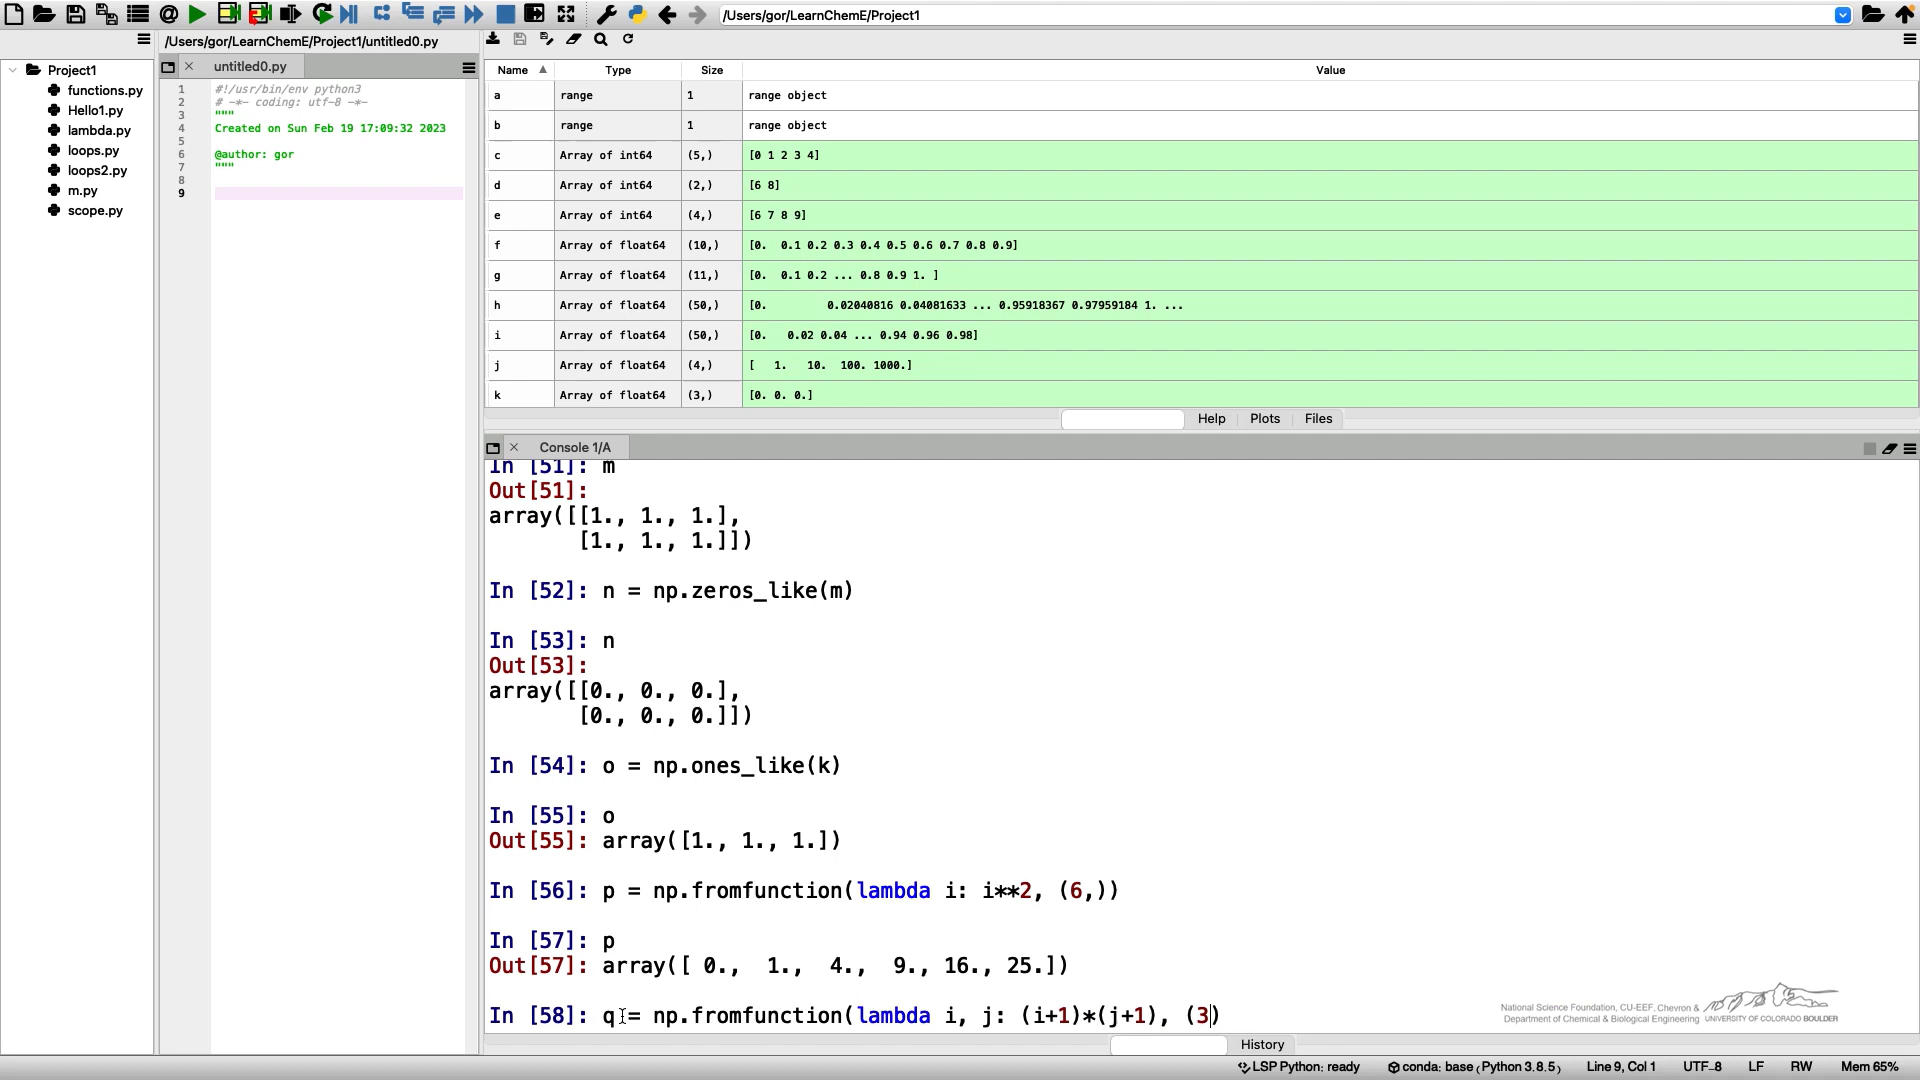 /Users/gor/LearnChemE/Project1
/Users/gor/LearnChemE/Project1/untitled0.py
Project1
functions.py
Hello1.py
lambda.py
loops.py
loops2.py
m.py
scope.py
untitled0.py
1 #!/usr/bin/env python3
2 # -*- coding: utf-8 -*-
3 """
4 Created on Sun Feb 19 17:09:32 2023
5
6 @author: gor
7 """
8
9
Name Type Size Value
a range 1 range object
b range 1 range object
c Array of int64 (5,) [0 1 2 3 4]
d Array of int64 (2,) [6 8]
e Array of int64 (4,) [6 7 8 9]
f Array of float64 (10,) [0. 0.1 0.2 0.3 0.4 0.5 0.6 0.7 0.8 0.9]
g Array of float64 (11,) [0. 0.1 0.2 ... 0.8 0.9 1. ]
h Array of float64 (50,) [0. 0.02040816 0.04081633 ... 0.95918367 0.97959184 1. ...
i Array of float64 (50,) [0. 0.02 0.04 ... 0.94 0.96 0.98]
j Array of float64 (4,) [ 1. 10. 100. 1000.]
k Array of float64 (3,) [0. 0. 0.]
Help Plots Files
Console 1/A
In [51]: m
Out[51]:
array([[1., 1., 1.],
[1., 1., 1.]])
In [52]: n = np.zeros_like(m)
In [53]: n
Out[53]:
array([[0., 0., 0.],
[0., 0., 0.]])
In [54]: o = np.ones_like(k)
In [55]: o
Out[55]: array([1., 1., 1.])
In [56]: p = np.fromfunction(lambda i: i**2, (6,))
In [57]: p
Out[57]: array([ 0., 1., 4., 9., 16., 25.])
In [58]: q = np.fromfunction(lambda i, j: (i+1)*(j+1), (3)
National Science Foundation, CU-EEF, Chevron &
Department of Chemical & Biological Engineering UNIVERSITY OF COLORADO BOULDER
History
LSP Python: ready conda: base (Python 3.8.5) Line 9, Col 1 UTF-8 LF RW Mem 65%